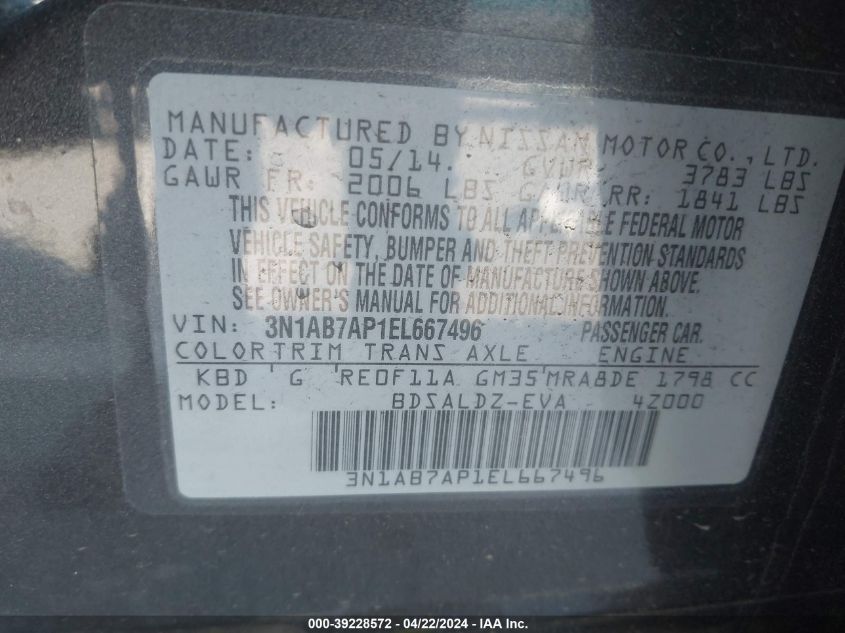 MANUFACTURED BY NISSAN MOTOR CO., LTD.
DATE: 05/14 GVWR 3783 LBS
GAWR FR: 2006 LBS GAWR RR: 1841 LBS
THIS VEHICLE CONFORMS TO ALL APPLICABLE FEDERAL MOTOR
VEHICLE SAFETY, BUMPER AND THEFT PREVENTION STANDARDS
IN EFFECT ON THE DATE OF MANUFACTURE SHOWN ABOVE.
SEE OWNER'S MANUAL FOR ADDITIONAL INFORMATION.
VIN: 3N1AB7AP1EL667496 PASSENGER CAR.
COLOR TRIM TRANS AXLE ENGINE
KBD G RE0F11A GM35 MRA8DE 1798 CC
MODEL: BDSALDZ-EVA 4Z000
3N1AB7AP1EL667496
000-39228572 - 04/22/2024 - IAA Inc.